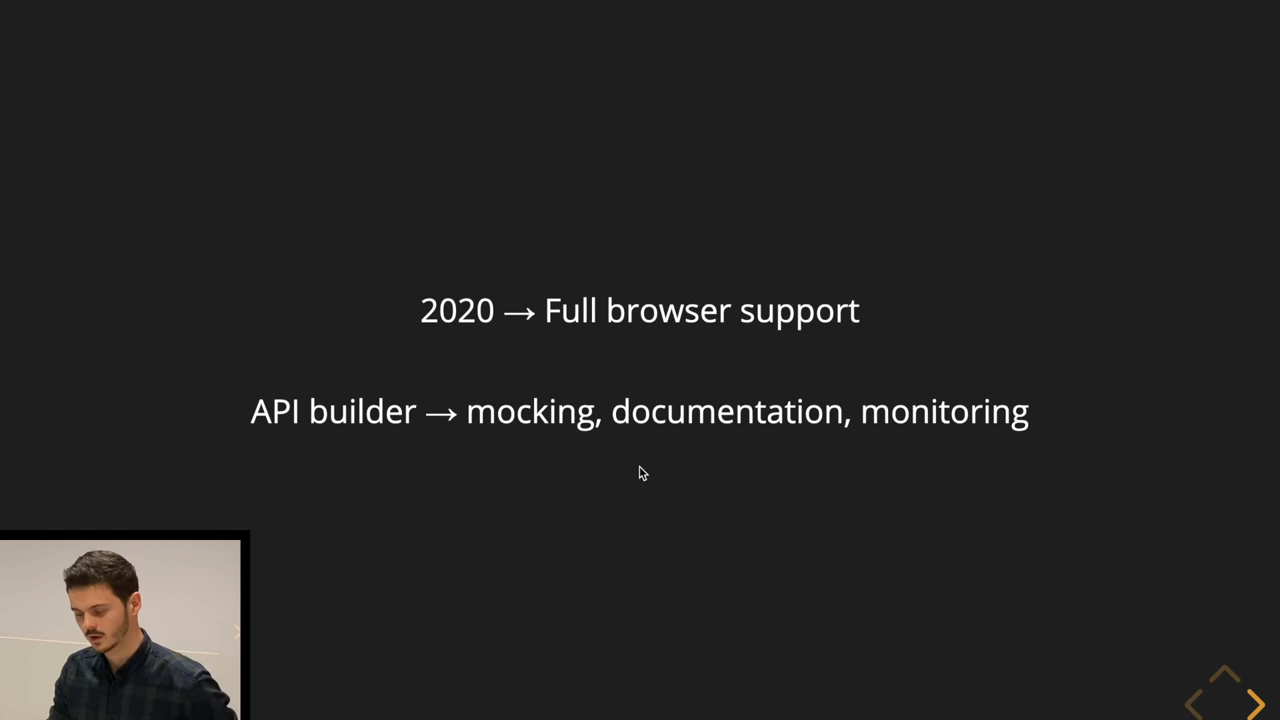 2020 → Full browser support
API builder → mocking, documentation, monitoring